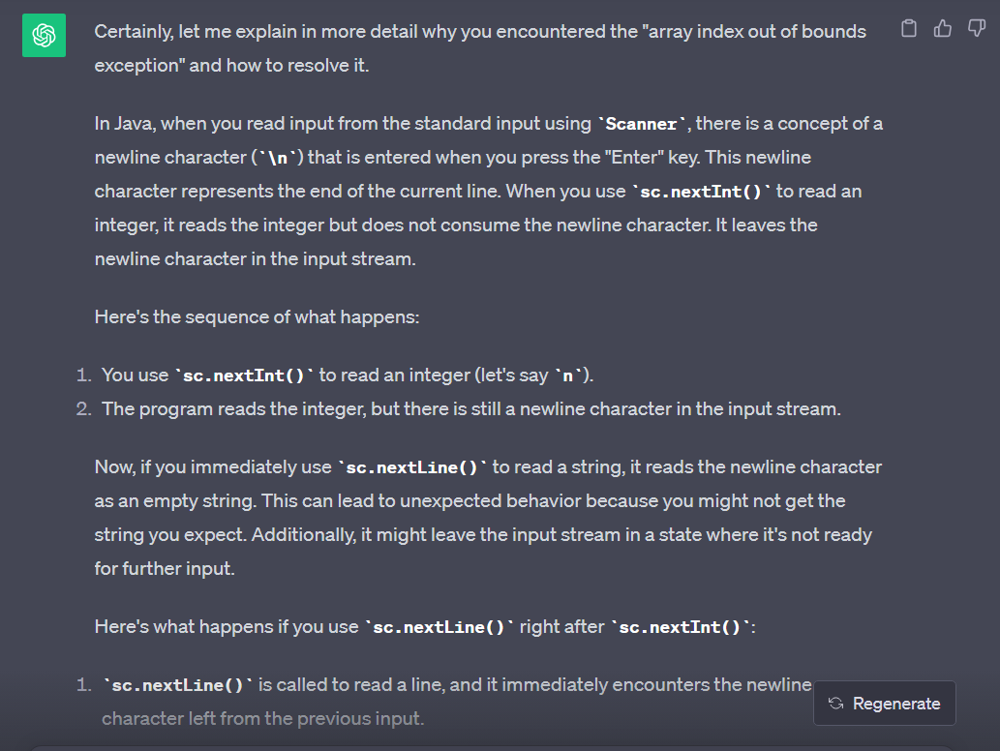 Certainly, let me explain in more detail why you encountered the "array index out of bounds
exception" and how to resolve it.
In Java, when you read input from the standard input using `Scanner`, there is a concept of a
newline character (`\n`) that is entered when you press the "Enter" key. This newline
character represents the end of the current line. When you use `sc.nextInt()` to read an
integer, it reads the integer but does not consume the newline character. It leaves the
newline character in the input stream.
Here's the sequence of what happens:
1. You use `sc.nextInt()` to read an integer (let's say `n`).
2. The program reads the integer, but there is still a newline character in the input stream.
Now, if you immediately use `sc.nextLine()` to read a string, it reads the newline character
as an empty string. This can lead to unexpected behavior because you might not get the
string you expect. Additionally, it might leave the input stream in a state where it's not ready
for further input.
Here's what happens if you use `sc.nextLine()` right after `sc.nextInt()`:
1. `sc.nextLine()` is called to read a line, and it immediately encounters the newline
character left from the previous input.
Regenerate